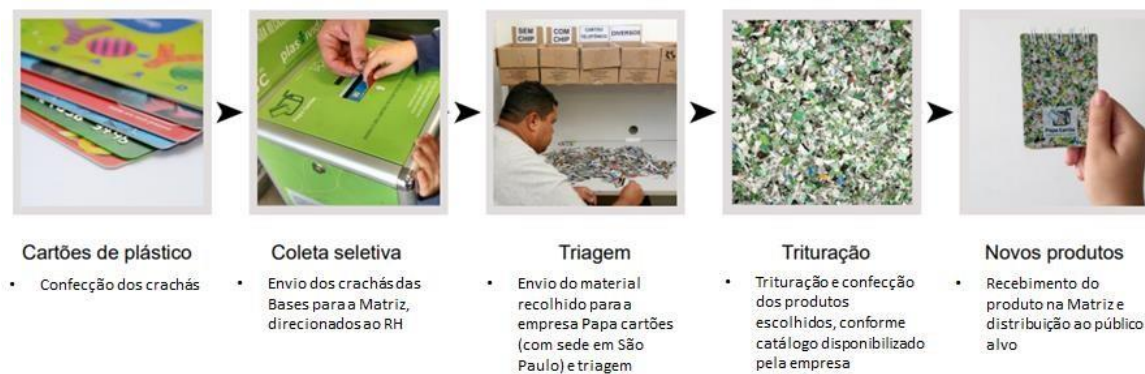 SEM CHIP
COM CHIP
CARTÃO TELEFÔNICO
DIVERSOS
Papa Cartão
Cartões de plástico
• Confecção dos crachás
Coleta seletiva
• Envio dos crachás das
Bases para a Matriz,
direcionados ao RH
Triagem
• Envio do material
recolhido para a
empresa Papa cartões
(com sede em São
Paulo) e triagem
Trituração
• Trituração e confecção
dos produtos
escolhidos, conforme
catálogo disponibilizado
pela empresa
Novos produtos
• Recebimento do
produto na Matriz e
distribuição ao público
alvo